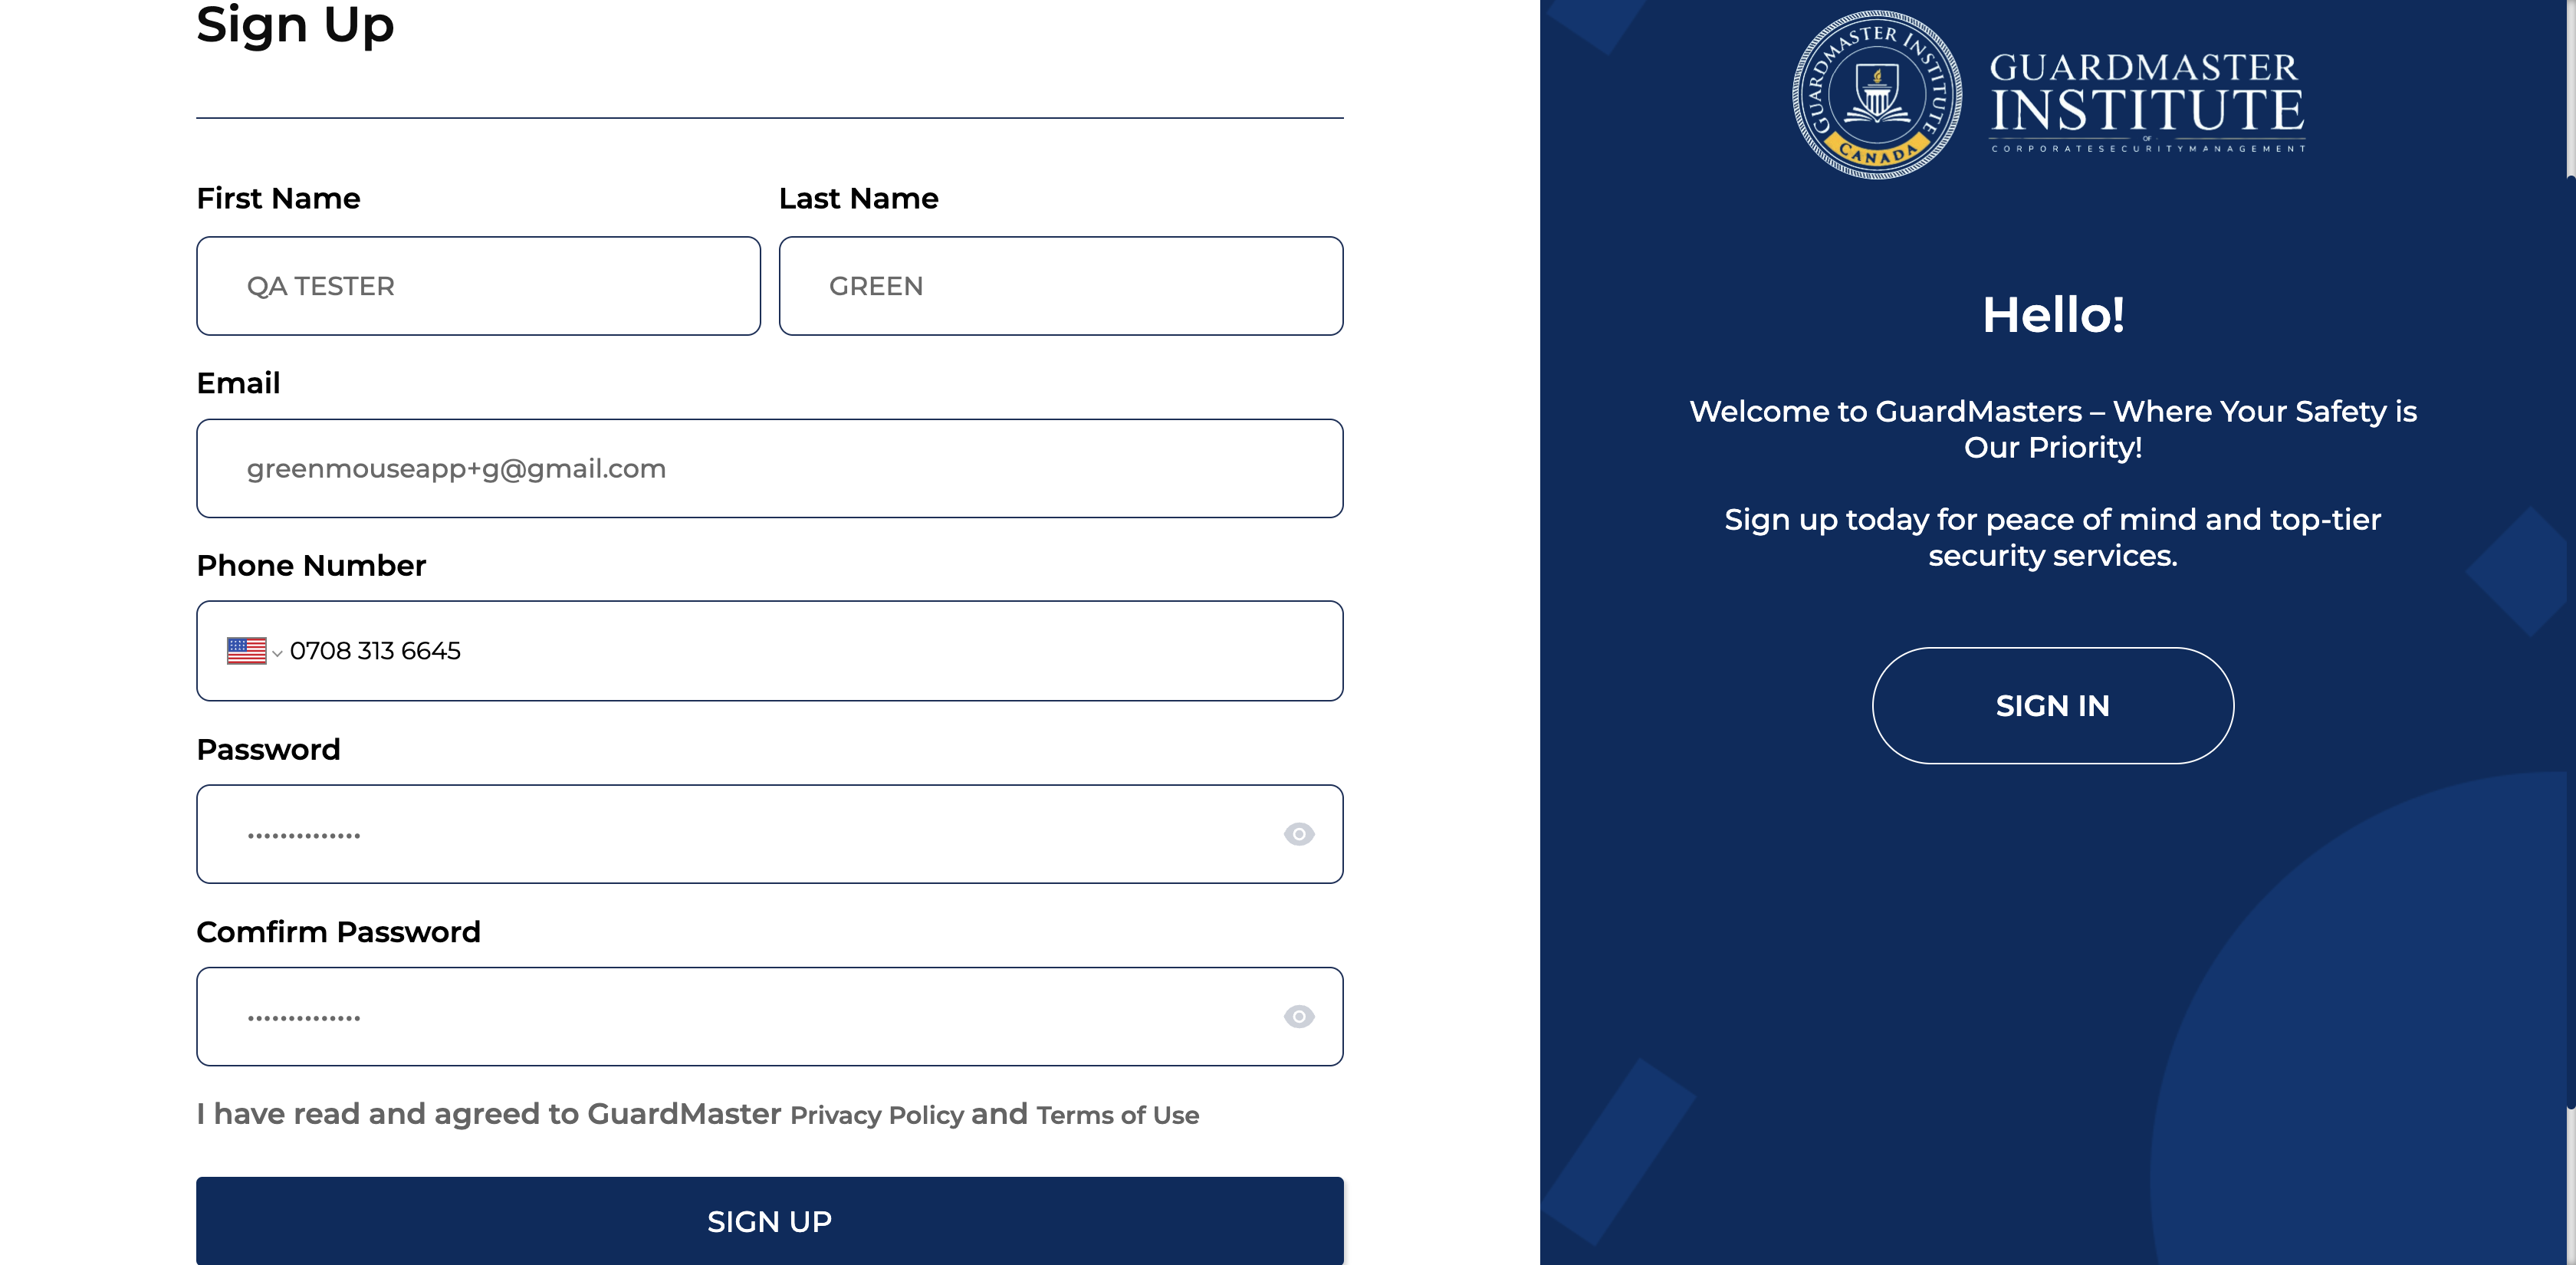 Sign Up
First Name
Last Name
QA TESTER
GREEN
Email
greenmouseapp+g@gmail.com
Phone Number
0708 313 6645
Password
••••••••••••••
Comfirm Password
••••••••••••••
I have read and agreed to GuardMaster Privacy Policy and Terms of Use
SIGN UP
GUARDMASTER INSTITUTE
CANADA
GUARDMASTER
INSTITUTE
OF
CORPORATESECURITYMANAGEMENT
Hello!
Welcome to GuardMasters – Where Your Safety is
Our Priority!
Sign up today for peace of mind and top-tier
security services.
SIGN IN